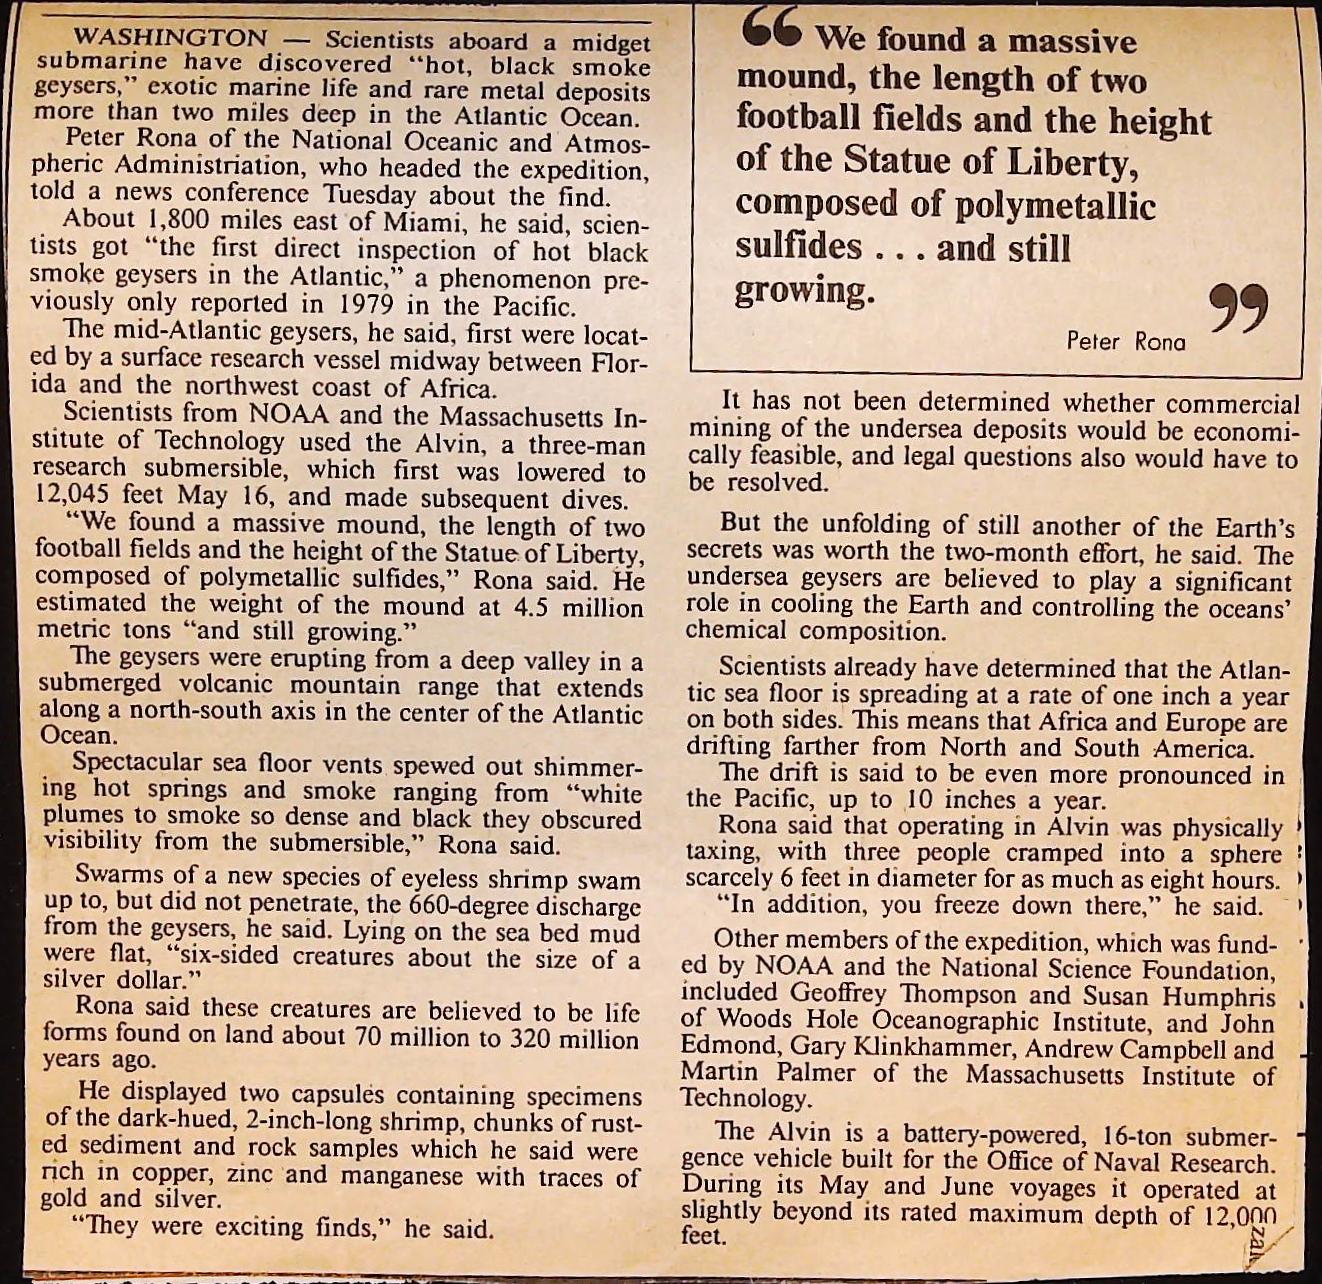 WASHINGTON — Scientists aboard a midget
submarine have discovered “hot, black smoke
geysers,” exotic marine life and rare metal deposits
more than two miles deep in the Atlantic Ocean.
Peter Rona of the National Oceanic and Atmos-
pheric Administriation, who headed the expedition,
told a news conference Tuesday about the find.
About 1,800 miles east of Miami, he said, scien-
tists got “the first direct inspection of hot black
smoke geysers in the Atlantic,” a phenomenon pre-
viously only reported in 1979 in the Pacific.
The mid-Atlantic geysers, he said, first were locat-
ed by a surface research vessel midway between Flor-
ida and the northwest coast of Africa.
Scientists from NOAA and the Massachusetts In-
stitute of Technology used the Alvin, a three-man
research submersible, which first was lowered to
12,045 feet May 16, and made subsequent dives.
“We found a massive mound, the length of two
football fields and the height of the Statue of Liberty,
composed of polymetallic sulfides,” Rona said. He
estimated the weight of the mound at 4.5 million
metric tons “and still growing.”
The geysers were erupting from a deep valley in a
submerged volcanic mountain range that extends
along a north-south axis in the center of the Atlantic
Ocean.
Spectacular sea floor vents spewed out shimmer-
ing hot springs and smoke ranging from “white
plumes to smoke so dense and black they obscured
visibility from the submersible,” Rona said.
Swarms of a new species of eyeless shrimp swam
up to, but did not penetrate, the 660-degree discharge
from the geysers, he said. Lying on the sea bed mud
were flat, “six-sided creatures about the size of a
silver dollar.”
Rona said these creatures are believed to be life
forms found on land about 70 million to 320 million
years ago.
He displayed two capsules containing specimens
of the dark-hued, 2-inch-long shrimp, chunks of rust-
ed sediment and rock samples which he said were
rich in copper, zinc and manganese with traces of
gold and silver.
“They were exciting finds,” he said.
“ We found a massive
mound, the length of two
football fields and the height
of the Statue of Liberty,
composed of polymetallic
sulfides . . . and still
growing. ”
Peter Rona
It has not been determined whether commercial
mining of the undersea deposits would be economi-
cally feasible, and legal questions also would have to
be resolved.
But the unfolding of still another of the Earth’s
secrets was worth the two-month effort, he said. The
undersea geysers are believed to play a significant
role in cooling the Earth and controlling the oceans’
chemical composition.
Scientists already have determined that the Atlan-
tic sea floor is spreading at a rate of one inch a year
on both sides. This means that Africa and Europe are
drifting farther from North and South America.
The drift is said to be even more pronounced in
the Pacific, up to 10 inches a year.
Rona said that operating in Alvin was physically
taxing, with three people cramped into a sphere
scarcely 6 feet in diameter for as much as eight hours.
“In addition, you freeze down there,” he said.
Other members of the expedition, which was fund-
ed by NOAA and the National Science Foundation,
included Geoffrey Thompson and Susan Humphris
of Woods Hole Oceanographic Institute, and John
Edmond, Gary Klinkhammer, Andrew Campbell and
Martin Palmer of the Massachusetts Institute of
Technology.
The Alvin is a battery-powered, 16-ton submer-
gence vehicle built for the Office of Naval Research.
During its May and June voyages it operated at
slightly beyond its rated maximum depth of 12,000
feet.